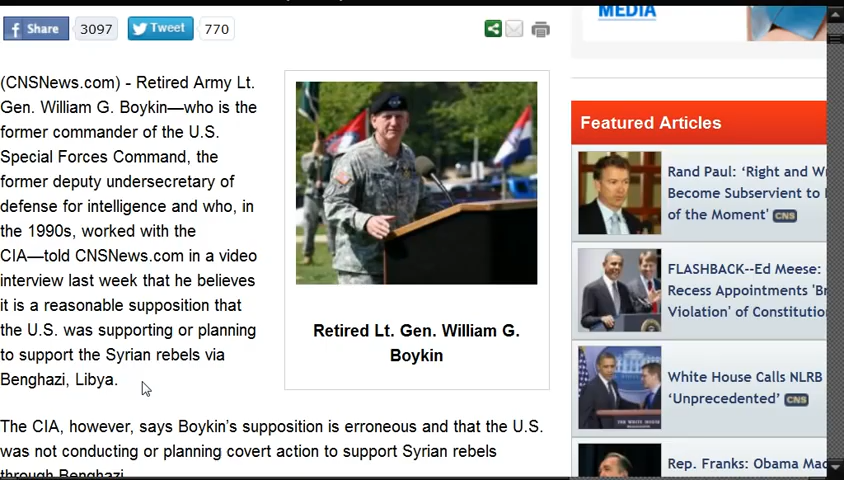 MEDIA
Share
3097
Tweet
770
(CNSNews.com) - Retired Army Lt.
Gen. William G. Boykin—who is the
former commander of the U.S.
Special Forces Command, the
former deputy undersecretary of
defense for intelligence and who, in
the 1990s, worked with the
CIA—told CNSNews.com in a video
interview last week that he believes
it is a reasonable supposition that
the U.S. was supporting or planning
to support the Syrian rebels via
Benghazi, Libya.
Retired Lt. Gen. William G.
Boykin
The CIA, however, says Boykin's supposition is erroneous and that the U.S.
was not conducting or planning covert action to support Syrian rebels
through Benghazi.
Featured Articles
Rand Paul: 'Right and W
Become Subservient to
of the Moment' CNS
FLASHBACK--Ed Meese:
Recess Appointments 'B
Violation' of Constitutio
White House Calls NLRB
'Unprecedented' CNS
Rep. Franks: Obama Ma